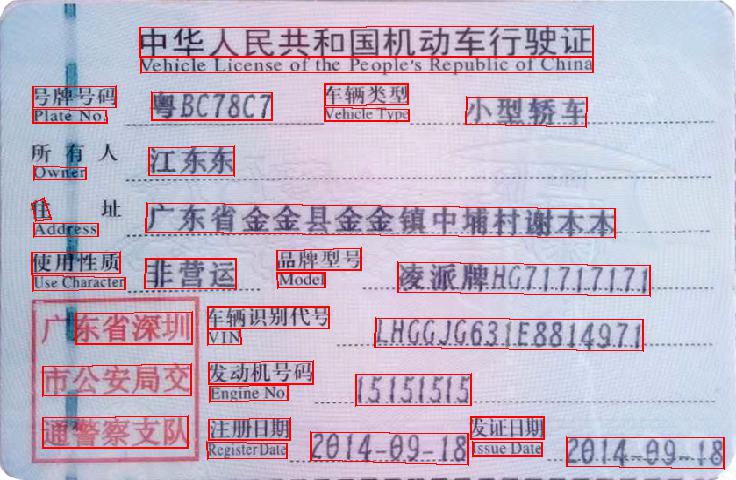 中华人民共和国机动车行驶证
Vehicle License of the People's Republic of China
号牌号码 粤BC78C7 车辆类型 小型轿车
Plate No. Vehicle Type
所有人 江东东
Owner
住址 广东省金金县金金镇中埔村谢本本
Address
使用性质 非营运 品牌型号 凌派牌HG71717171
Use Character Model
广东省深圳 车辆识别代号 LHGGJG631E8814971
VIN
市公安局交 发动机号码 15151515
Engine No.
通警察支队 注册日期 2014-09-18 发证日期 2014-09-18
Register Date Issue Date